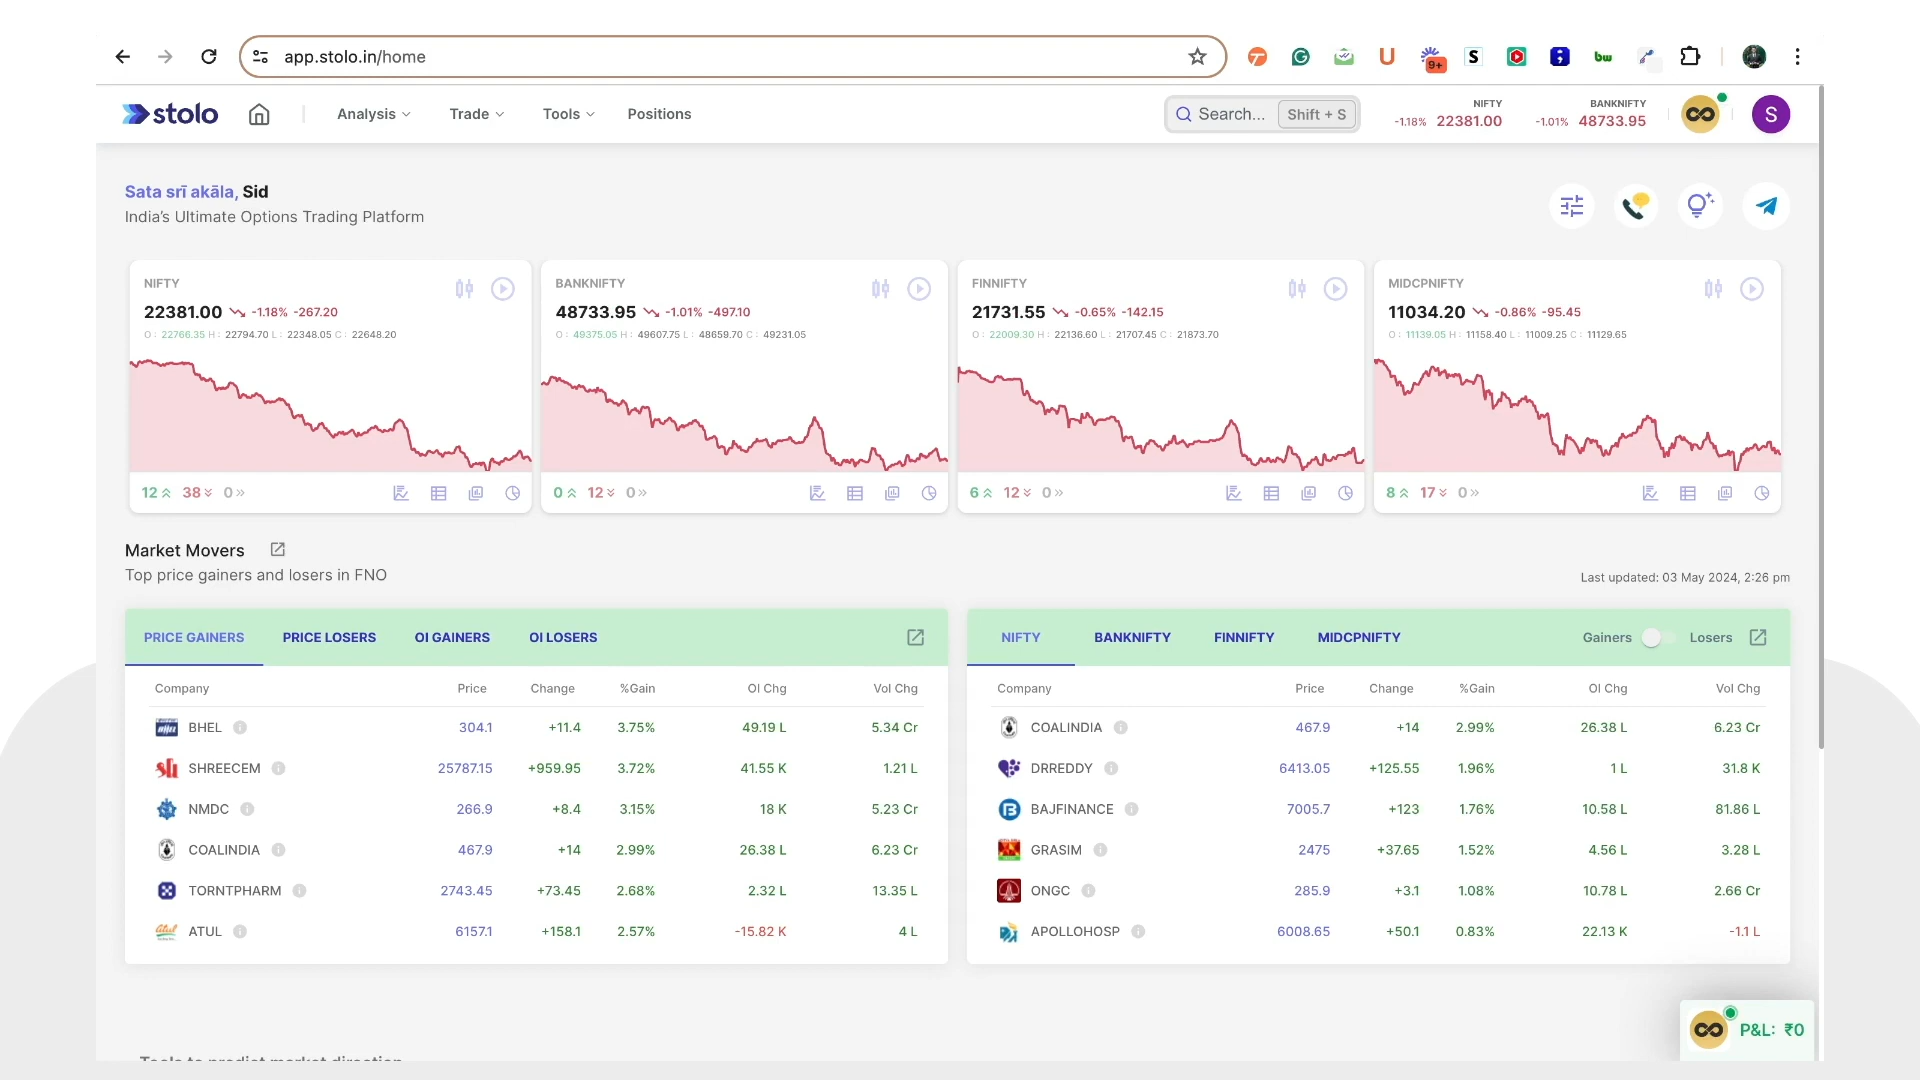 app.stolo.in/home
9+
S
bw
stolo
Analysis
Trade
Tools
Positions
Search...
Shift + S
NIFTY
-1.18% 22381.00
BANKNIFTY
-1.01% 48733.95
S
Sata srī akāla, Sid
India's Ultimate Options Trading Platform
NIFTY
22381.00 -1.18% -267.20
O : 22766.35 H : 22794.70 L : 22348.05 C : 22648.20
12 38 0
BANKNIFTY
48733.95 -1.01% -497.10
O : 49375.05 H : 49607.75 L : 48659.70 C : 49231.05
0 12 0
FINNIFTY
21731.55 -0.65% -142.15
O : 22009.30 H : 22136.60 L : 21707.45 C : 21873.70
6 12 0
MIDCPNIFTY
11034.20 -0.86% -95.45
O : 11139.05 H : 11158.40 L : 11009.25 C : 11129.65
8 17 0
Market Movers
Top price gainers and losers in FNO
Last updated: 03 May 2024, 2:26 pm
PRICE GAINERS PRICE LOSERS OI GAINERS OI LOSERS
Company Price Change %Gain OI Chg Vol Chg
BHEL 304.1 +11.4 3.75% 49.19 L 5.34 Cr
SHREECEM 25787.15 +959.95 3.72% 41.55 K 1.21 L
NMDC 266.9 +8.4 3.15% 18 K 5.23 Cr
COALINDIA 467.9 +14 2.99% 26.38 L 6.23 Cr
TORNTPHARM 2743.45 +73.45 2.68% 2.32 L 13.35 L
ATUL 6157.1 +158.1 2.57% -15.82 K 4 L
NIFTY BANKNIFTY FINNIFTY MIDCPNIFTY Gainers Losers
Company Price Change %Gain OI Chg Vol Chg
COALINDIA 467.9 +14 2.99% 26.38 L 6.23 Cr
DRREDDY 6413.05 +125.55 1.96% 1 L 31.8 K
BAJFINANCE 7005.7 +123 1.76% 10.58 L 81.86 L
GRASIM 2475 +37.65 1.52% 4.56 L 3.28 L
ONGC 285.9 +3.1 1.08% 10.78 L 2.66 Cr
APOLLOHOSP 6008.65 +50.1 0.83% 22.13 K -1.1 L
P&L: ₹0
Tools to predict market direction